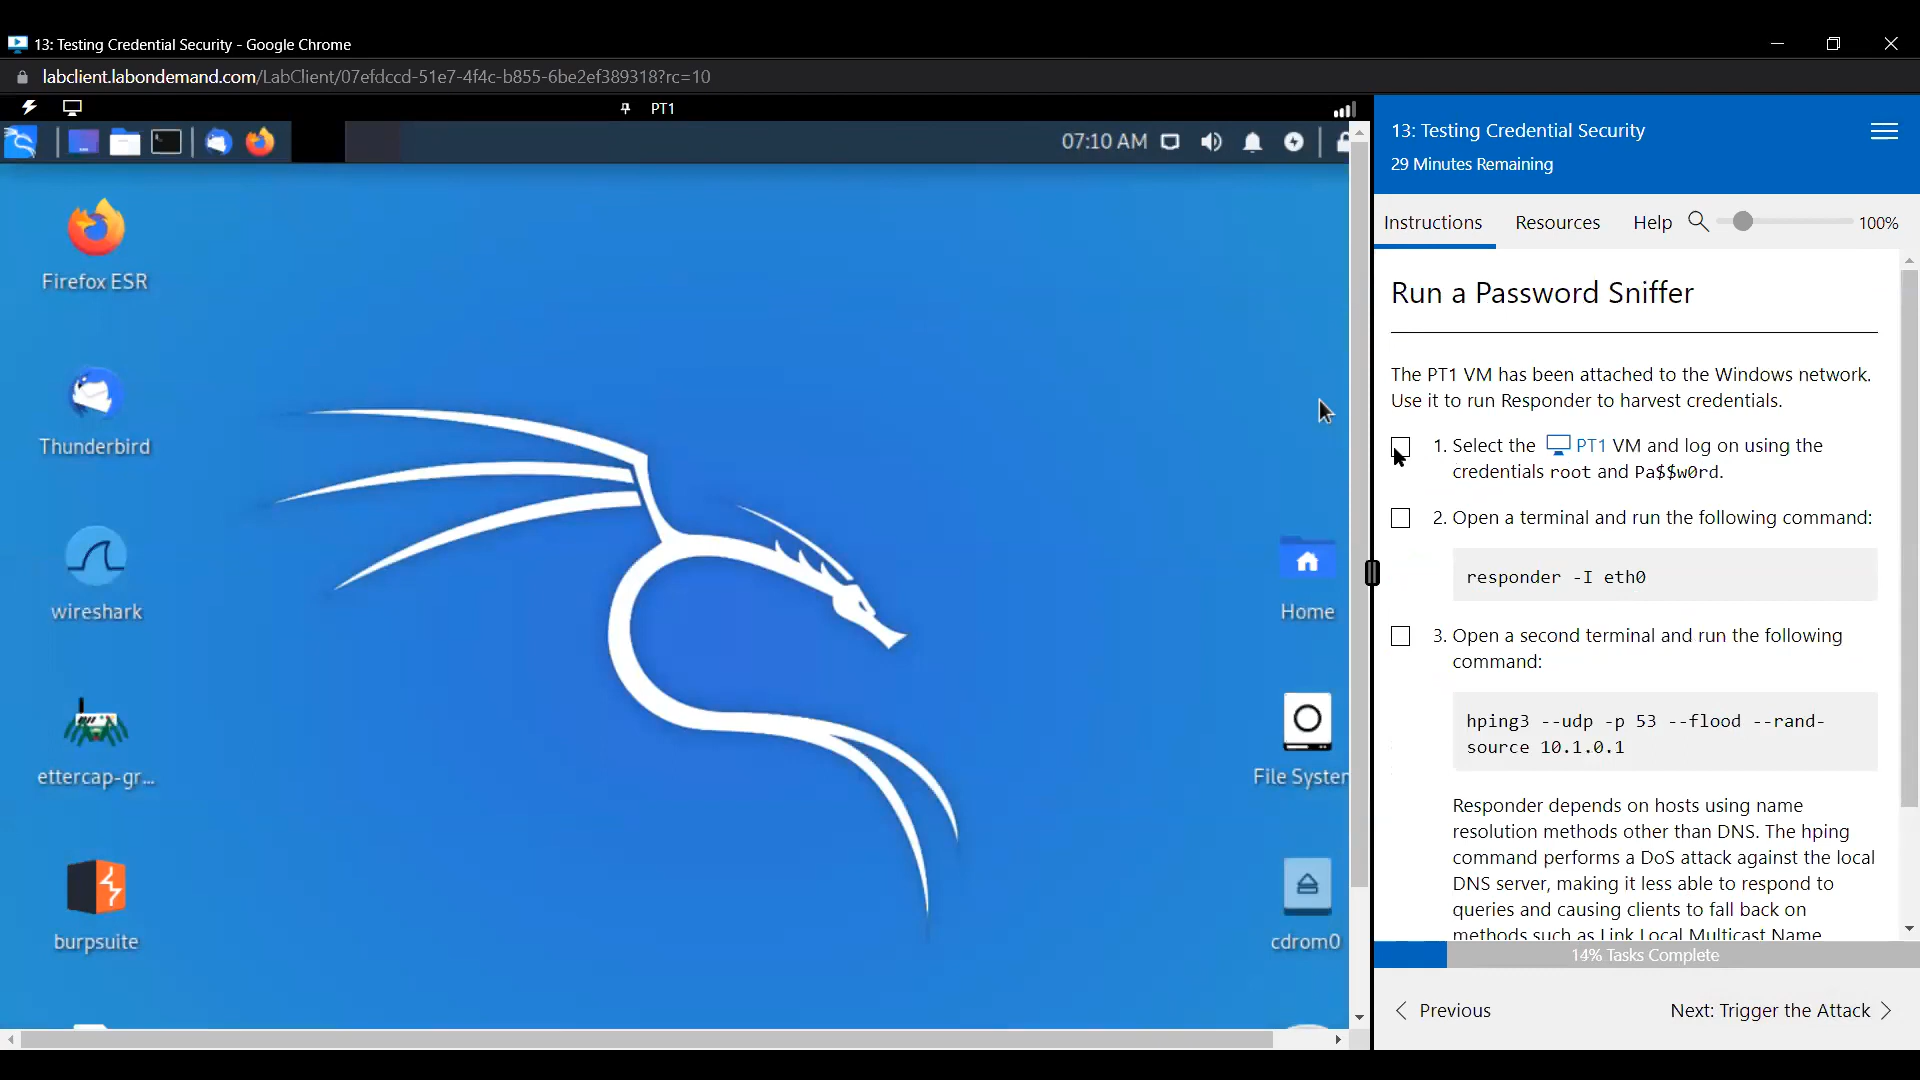 13: Testing Credential Security - Google Chrome
labclient.labondemand.com/LabClient/07efdccd-51e7-4f4c-b855-6be2ef389318?rc=10
PT1
07:10 AM
Firefox ESR
Thunderbird
wireshark
ettercap-gr...
burpsuite
Home
File System
cdrom0
13: Testing Credential Security
29 Minutes Remaining
Instructions
Resources
Help
100%
Run a Password Sniffer
The PT1 VM has been attached to the Windows network.
Use it to run Responder to harvest credentials.
1. Select the PT1 VM and log on using the
credentials root and Pa$$w0rd.
2. Open a terminal and run the following command:
responder -I eth0
3. Open a second terminal and run the following
command:
hping3 --udp -p 53 --flood --rand-
source 10.1.0.1
Responder depends on hosts using name
resolution methods other than DNS. The hping
command performs a DoS attack against the local
DNS server, making it less able to respond to
queries and causing clients to fall back on
methods such as Link Local Multicast Name
14% Tasks Complete
Previous
Next: Trigger the Attack